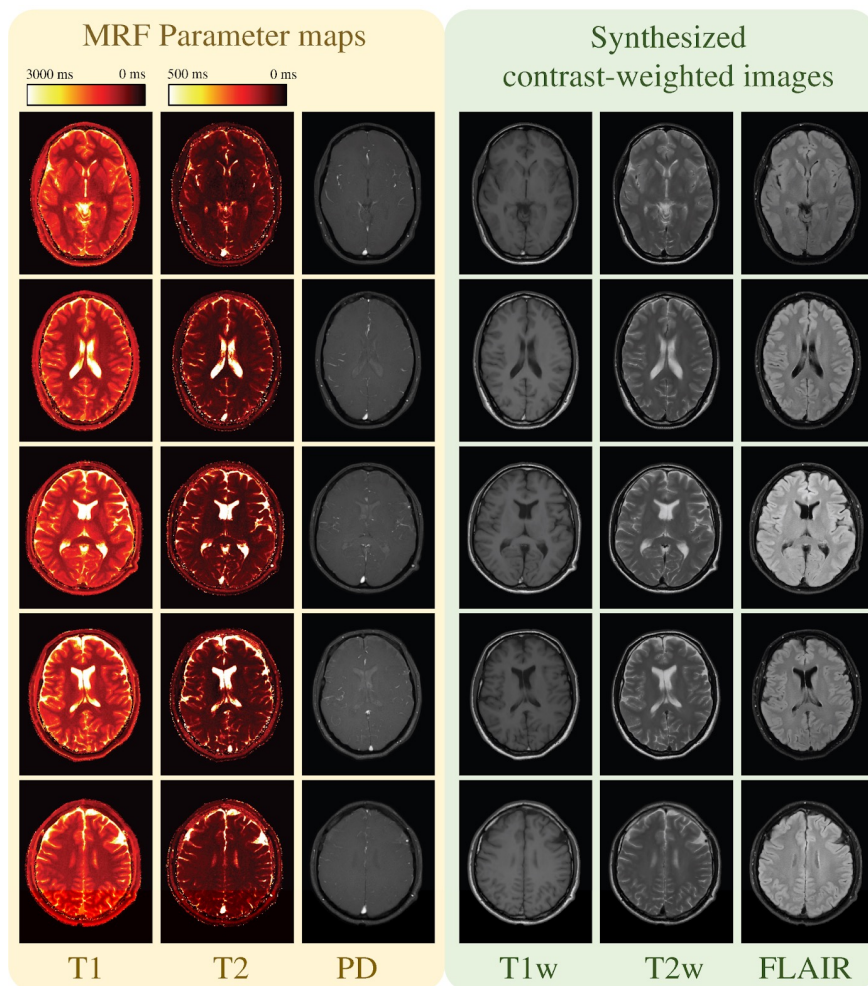 MRF Parameter maps
3000 ms 0 ms 500 ms 0 ms
T1 T2 PD
Synthesized
contrast-weighted images
T1w T2w FLAIR